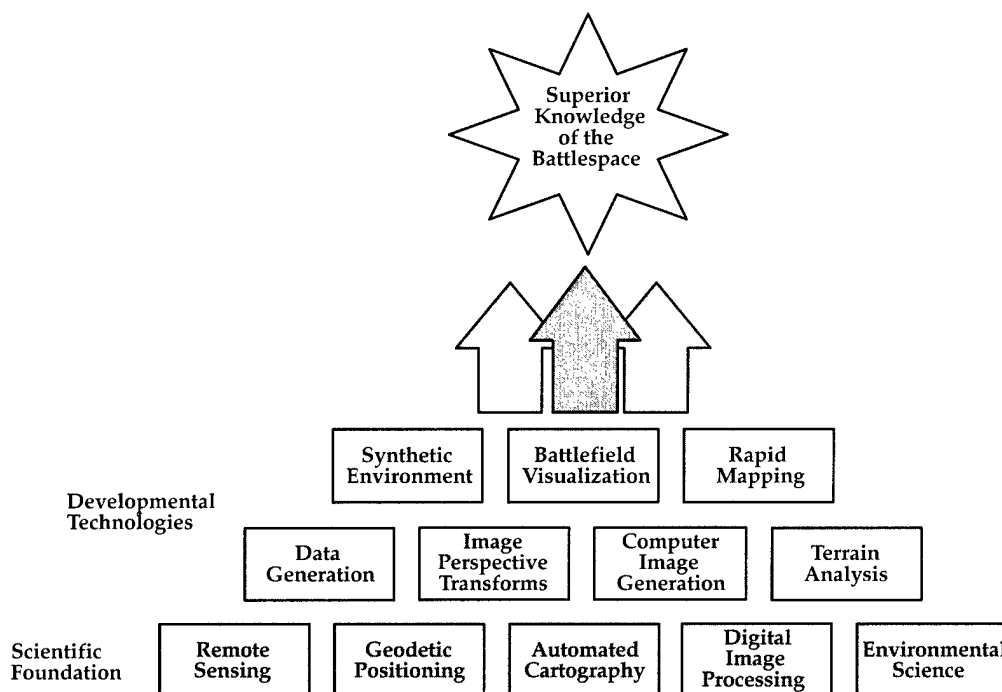 Superior
Knowledge
of the
Battlespace
Synthetic
Environment
Battlefield
Visualization
Rapid
Mapping
Developmental
Technologies
Data
Generation
Image
Perspective
Transforms
Computer
Image
Generation
Terrain
Analysis
Scientific
Foundation
Remote
Sensing
Geodetic
Positioning
Automated
Cartography
Digital
Image
Processing
Environmental
Science